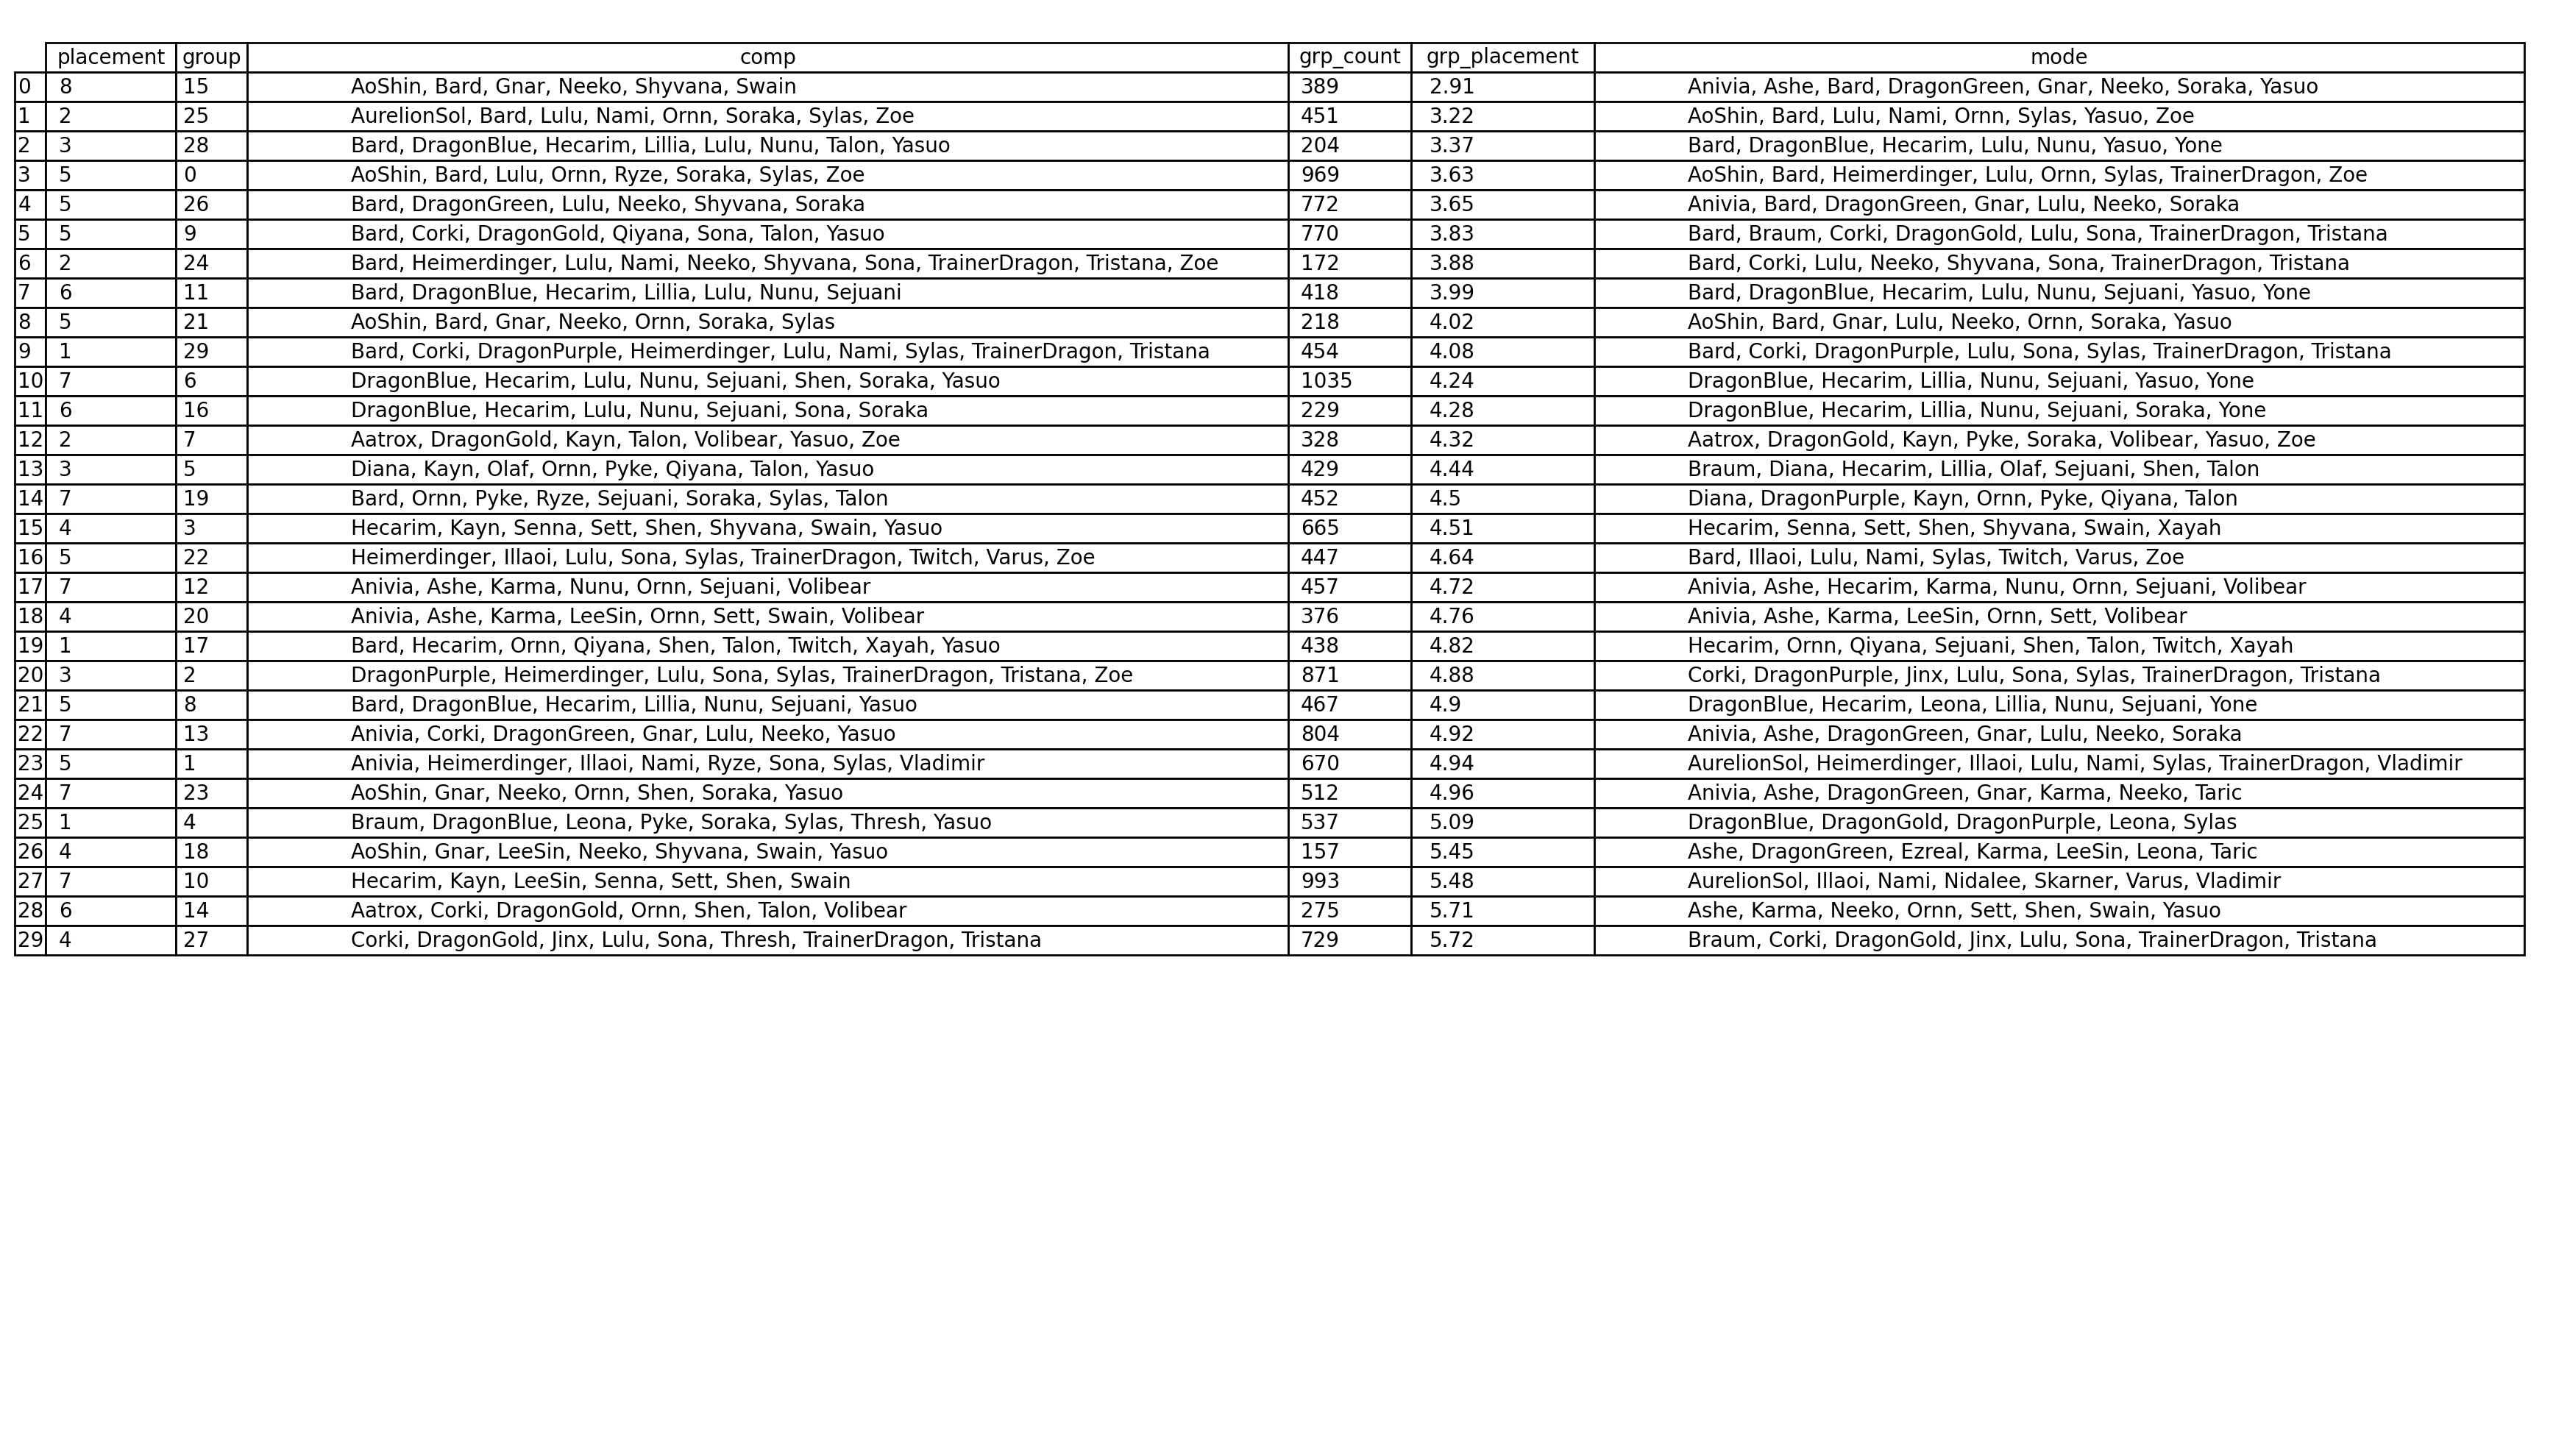 placement group comp grp_count grp_placement mode
0 8 15 AoShin, Bard, Gnar, Neeko, Shyvana, Swain 389 2.91 Anivia, Ashe, Bard, DragonGreen, Gnar, Neeko, Soraka, Yasuo
1 2 25 AurelionSol, Bard, Lulu, Nami, Ornn, Soraka, Sylas, Zoe 451 3.22 AoShin, Bard, Lulu, Nami, Ornn, Sylas, Yasuo, Zoe
2 3 28 Bard, DragonBlue, Hecarim, Lillia, Lulu, Nunu, Talon, Yasuo 204 3.37 Bard, DragonBlue, Hecarim, Lulu, Nunu, Yasuo, Yone
3 5 0 AoShin, Bard, Lulu, Ornn, Ryze, Soraka, Sylas, Zoe 969 3.63 AoShin, Bard, Heimerdinger, Lulu, Ornn, Sylas, TrainerDragon, Zoe
4 5 26 Bard, DragonGreen, Lulu, Neeko, Shyvana, Soraka 772 3.65 Anivia, Bard, DragonGreen, Gnar, Lulu, Neeko, Soraka
5 5 9 Bard, Corki, DragonGold, Qiyana, Sona, Talon, Yasuo 770 3.83 Bard, Braum, Corki, DragonGold, Lulu, Sona, TrainerDragon, Tristana
6 2 24 Bard, Heimerdinger, Lulu, Nami, Neeko, Shyvana, Sona, TrainerDragon, Tristana, Zoe 172 3.88 Bard, Corki, Lulu, Neeko, Shyvana, Sona, TrainerDragon, Tristana
7 6 11 Bard, DragonBlue, Hecarim, Lillia, Lulu, Nunu, Sejuani 418 3.99 Bard, DragonBlue, Hecarim, Lulu, Nunu, Sejuani, Yasuo, Yone
8 5 21 AoShin, Bard, Gnar, Neeko, Ornn, Soraka, Sylas 218 4.02 AoShin, Bard, Gnar, Lulu, Neeko, Ornn, Soraka, Yasuo
9 1 29 Bard, Corki, DragonPurple, Heimerdinger, Lulu, Nami, Sylas, TrainerDragon, Tristana 454 4.08 Bard, Corki, DragonPurple, Lulu, Sona, Sylas, TrainerDragon, Tristana
10 7 6 DragonBlue, Hecarim, Lulu, Nunu, Sejuani, Shen, Soraka, Yasuo 1035 4.24 DragonBlue, Hecarim, Lillia, Nunu, Sejuani, Yasuo, Yone
11 6 16 DragonBlue, Hecarim, Lulu, Nunu, Sejuani, Sona, Soraka 229 4.28 DragonBlue, Hecarim, Lillia, Nunu, Sejuani, Soraka, Yone
12 2 7 Aatrox, DragonGold, Kayn, Talon, Volibear, Yasuo, Zoe 328 4.32 Aatrox, DragonGold, Kayn, Pyke, Soraka, Volibear, Yasuo, Zoe
13 3 5 Diana, Kayn, Olaf, Ornn, Pyke, Qiyana, Talon, Yasuo 429 4.44 Braum, Diana, Hecarim, Lillia, Olaf, Sejuani, Shen, Talon
14 7 19 Bard, Ornn, Pyke, Ryze, Sejuani, Soraka, Sylas, Talon 452 4.5 Diana, DragonPurple, Kayn, Ornn, Pyke, Qiyana, Talon
15 4 3 Hecarim, Kayn, Senna, Sett, Shen, Shyvana, Swain, Yasuo 665 4.51 Hecarim, Senna, Sett, Shen, Shyvana, Swain, Xayah
16 5 22 Heimerdinger, Illaoi, Lulu, Sona, Sylas, TrainerDragon, Twitch, Varus, Zoe 447 4.64 Bard, Illaoi, Lulu, Nami, Sylas, Twitch, Varus, Zoe
17 7 12 Anivia, Ashe, Karma, Nunu, Ornn, Sejuani, Volibear 457 4.72 Anivia, Ashe, Hecarim, Karma, Nunu, Ornn, Sejuani, Volibear
18 4 20 Anivia, Ashe, Karma, LeeSin, Ornn, Sett, Swain, Volibear 376 4.76 Anivia, Ashe, Karma, LeeSin, Ornn, Sett, Volibear
19 1 17 Bard, Hecarim, Ornn, Qiyana, Shen, Talon, Twitch, Xayah, Yasuo 438 4.82 Hecarim, Ornn, Qiyana, Sejuani, Shen, Talon, Twitch, Xayah
20 3 2 DragonPurple, Heimerdinger, Lulu, Sona, Sylas, TrainerDragon, Tristana, Zoe 871 4.88 Corki, DragonPurple, Jinx, Lulu, Sona, Sylas, TrainerDragon, Tristana
21 5 8 Bard, DragonBlue, Hecarim, Lillia, Nunu, Sejuani, Yasuo 467 4.9 DragonBlue, Hecarim, Leona, Lillia, Nunu, Sejuani, Yone
22 7 13 Anivia, Corki, DragonGreen, Gnar, Lulu, Neeko, Yasuo 804 4.92 Anivia, Ashe, DragonGreen, Gnar, Lulu, Neeko, Soraka
23 5 1 Anivia, Heimerdinger, Illaoi, Nami, Ryze, Sona, Sylas, Vladimir 670 4.94 AurelionSol, Heimerdinger, Illaoi, Lulu, Nami, Sylas, TrainerDragon, Vladimir
24 7 23 AoShin, Gnar, Neeko, Ornn, Shen, Soraka, Yasuo 512 4.96 Anivia, Ashe, DragonGreen, Gnar, Karma, Neeko, Taric
25 1 4 Braum, DragonBlue, Leona, Pyke, Soraka, Sylas, Thresh, Yasuo 537 5.09 DragonBlue, DragonGold, DragonPurple, Leona, Sylas
26 4 18 AoShin, Gnar, LeeSin, Neeko, Shyvana, Swain, Yasuo 157 5.45 Ashe, DragonGreen, Ezreal, Karma, LeeSin, Leona, Taric
27 7 10 Hecarim, Kayn, LeeSin, Senna, Sett, Shen, Swain 993 5.48 AurelionSol, Illaoi, Nami, Nidalee, Skarner, Varus, Vladimir
28 6 14 Aatrox, Corki, DragonGold, Ornn, Shen, Talon, Volibear 275 5.71 Ashe, Karma, Neeko, Ornn, Sett, Shen, Swain, Yasuo
29 4 27 Corki, DragonGold, Jinx, Lulu, Sona, Thresh, TrainerDragon, Tristana 729 5.72 Braum, Corki, DragonGold, Jinx, Lulu, Sona, TrainerDragon, Tristana